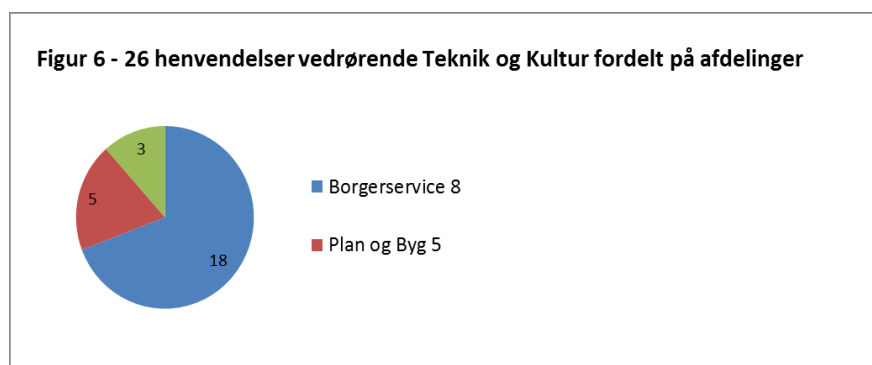 Figur 6 - 26 henvendelser vedrørende Teknik og Kultur fordelt på afdelinger
3
5
18
Borgerservice 8
Plan og Byg 5